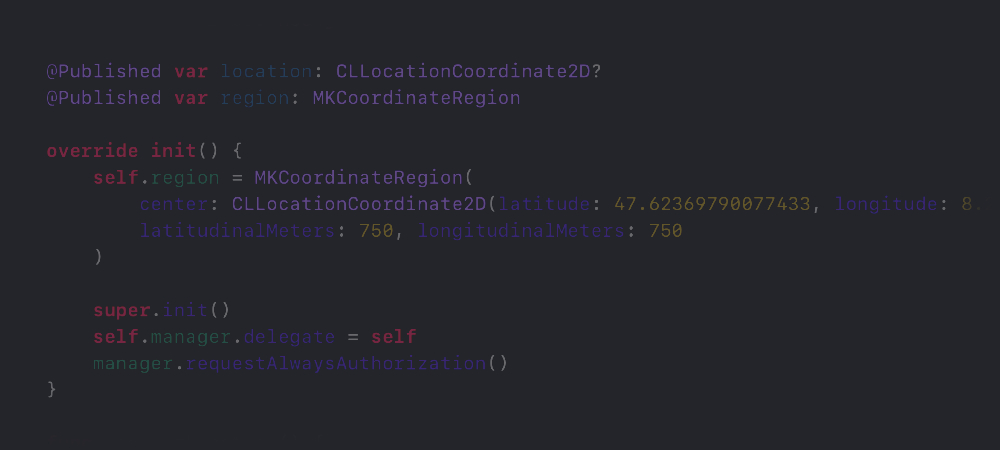 @Published var location: CLLocationCoordinate2D?
@Published var region: MKCoordinateRegion
override init() {
self.region = MKCoordinateRegion(
center: CLLocationCoordinate2D(latitude: 47.62369790077433, longitude: 8.
latitudinalMeters: 750, longitudinalMeters: 750
)
super.init()
self.manager.delegate = self
manager.requestAlwaysAuthorization()
}